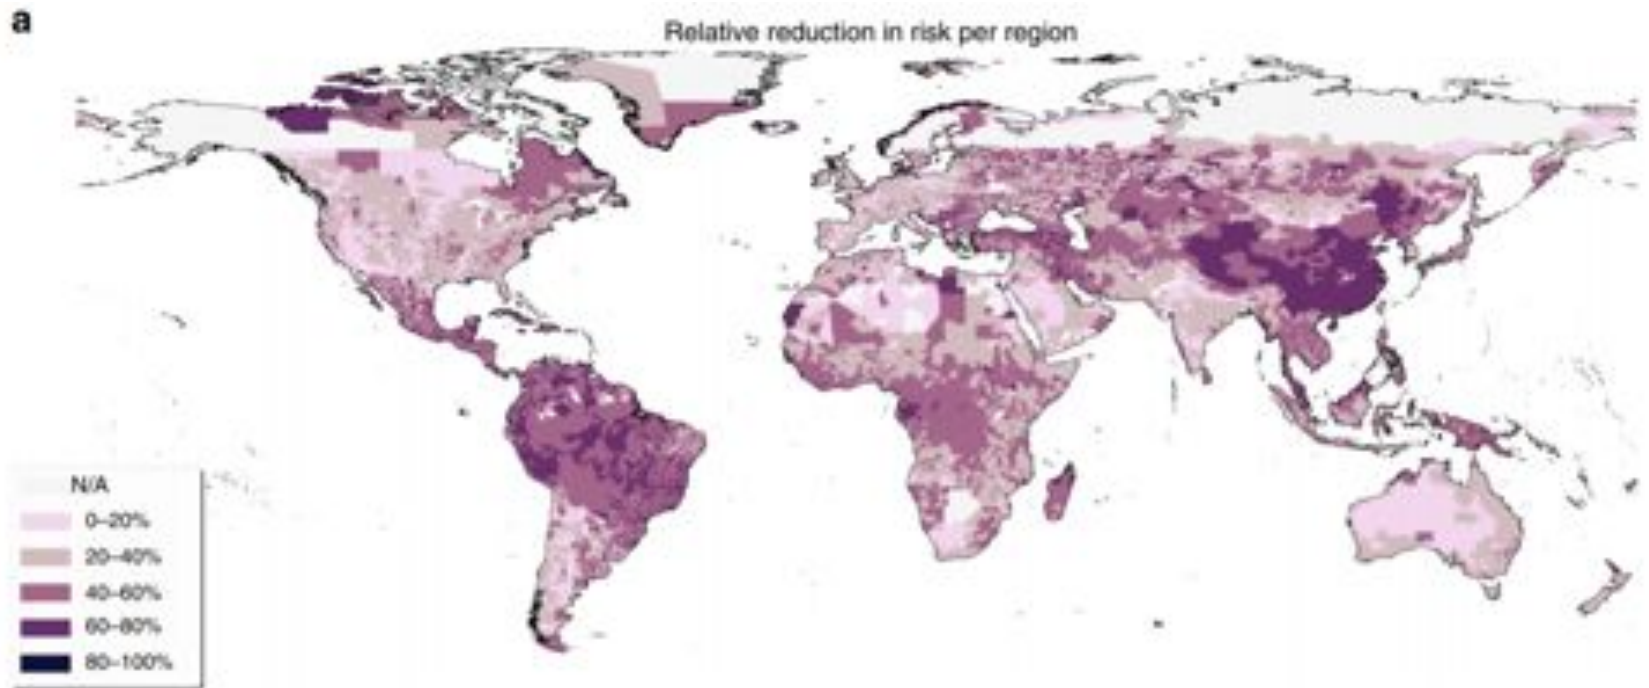 a
Relative reduction in risk per region
N/A
0–20%
20–40%
40–60%
60–80%
80–100%